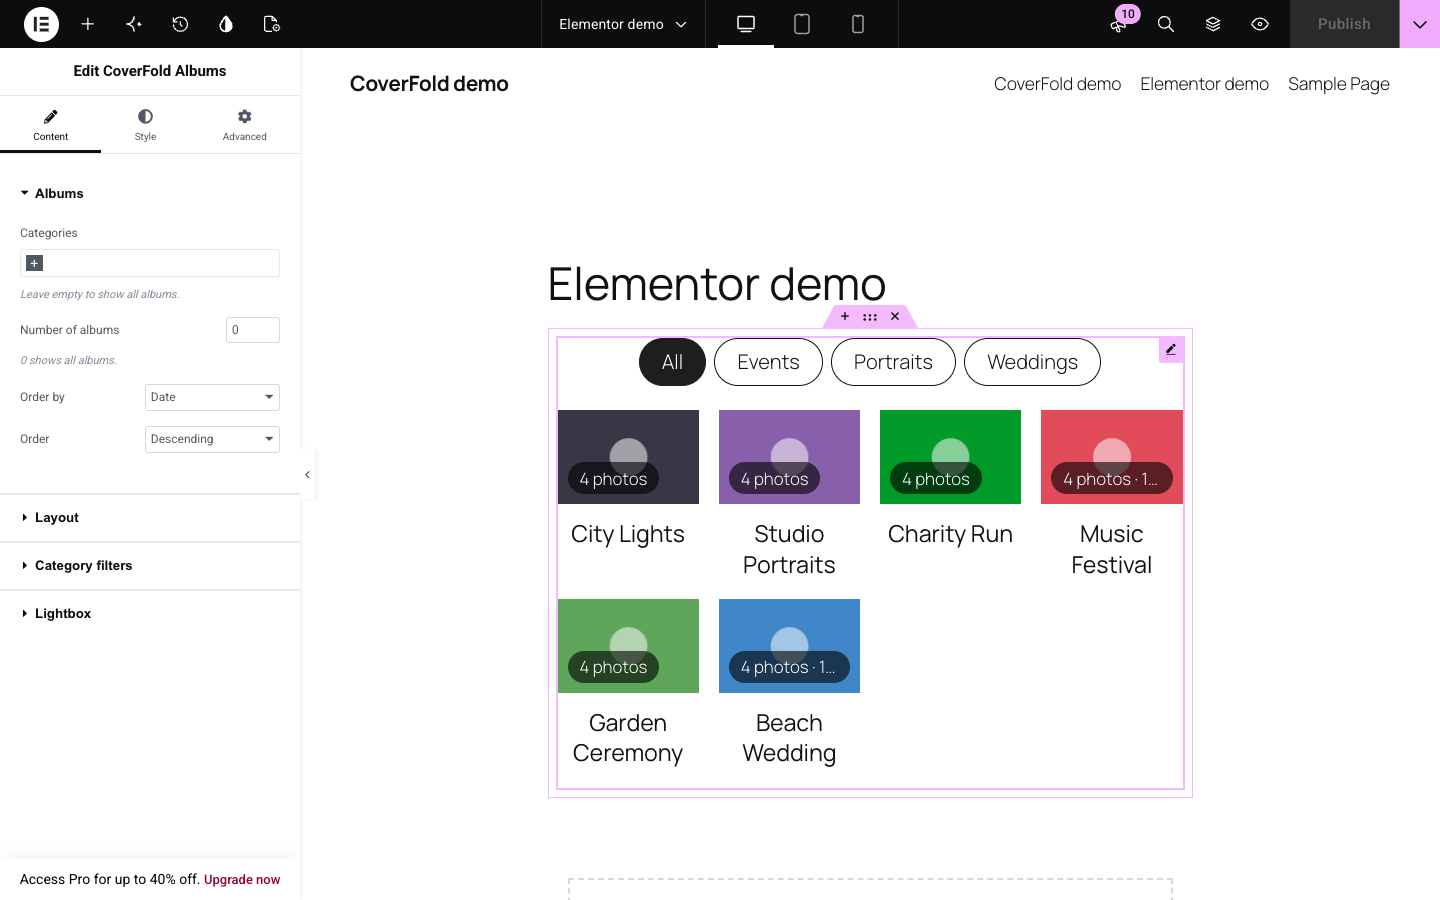 Elementor demo
10
Publish
Edit CoverFold Albums
Content
Style
Advanced
Albums
Categories
Leave empty to show all albums.
Number of albums
0
0 shows all albums.
Order by
Date
Order
Descending
Layout
Category filters
Lightbox
Access Pro for up to 40% off. Upgrade now
CoverFold demo
CoverFold demo
Elementor demo
Sample Page
Elementor demo
All
Events
Portraits
Weddings
4 photos
4 photos
4 photos
4 photos · 1...
City Lights
Studio
Portraits
Charity Run
Music
Festival
4 photos
4 photos · 1...
Garden
Ceremony
Beach
Wedding